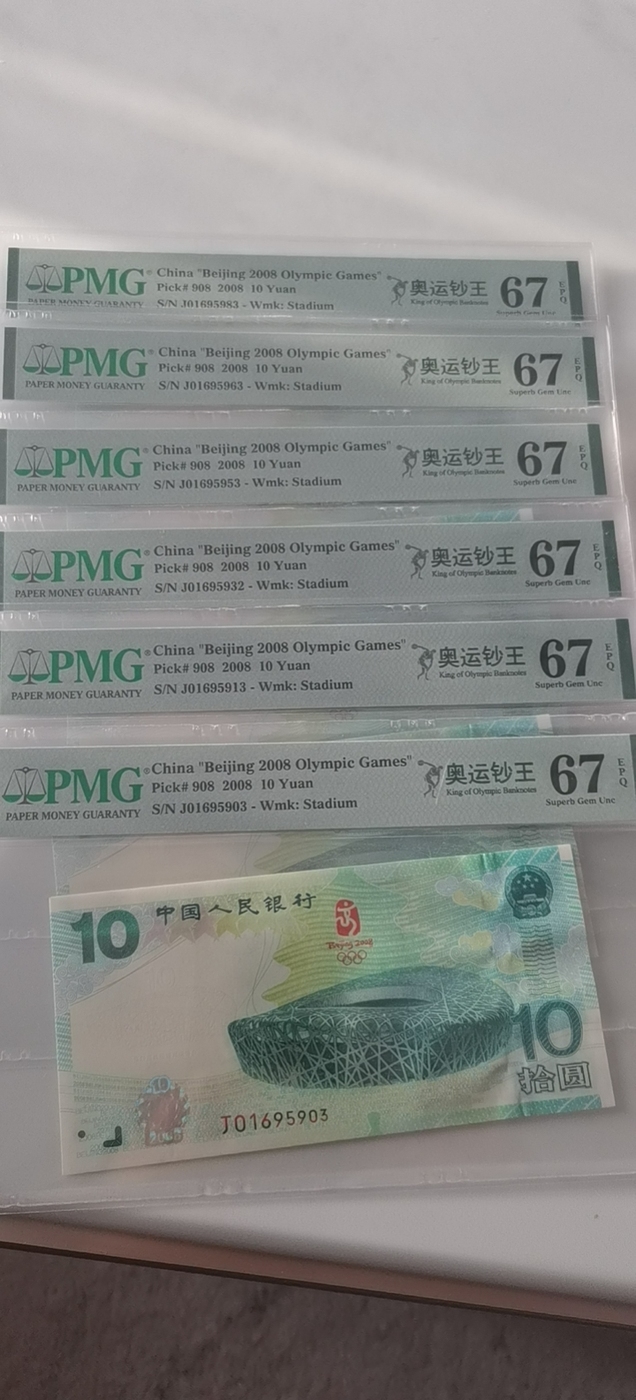 PMG
China "Beijing 2008 Olympic Games"
Pick# 908 2008 10 Yuan
PAPER MONEY GUARANTY
S/N J01695983 - Wmk: Stadium
奥运钞王
King of Olympic Banknotes
67
EPQ
Superb Gem Unc
PMG
China "Beijing 2008 Olympic Games"
Pick# 908 2008 10 Yuan
PAPER MONEY GUARANTY
S/N J01695963 - Wmk: Stadium
奥运钞王
King of Olympic Banknotes
67
EPQ
Superb Gem Unc
PMG
China "Beijing 2008 Olympic Games"
Pick# 908 2008 10 Yuan
PAPER MONEY GUARANTY
S/N J01695953 - Wmk: Stadium
奥运钞王
King of Olympic Banknotes
67
EPQ
Superb Gem Unc
PMG
China "Beijing 2008 Olympic Games"
Pick# 908 2008 10 Yuan
PAPER MONEY GUARANTY
S/N J01695932 - Wmk: Stadium
奥运钞王
King of Olympic Banknotes
67
EPQ
Superb Gem Unc
PMG
China "Beijing 2008 Olympic Games"
Pick# 908 2008 10 Yuan
PAPER MONEY GUARANTY
S/N J01695913 - Wmk: Stadium
奥运钞王
King of Olympic Banknotes
67
EPQ
Superb Gem Unc
PMG
China "Beijing 2008 Olympic Games"
Pick# 908 2008 10 Yuan
PAPER MONEY GUARANTY
S/N J01695903 - Wmk: Stadium
奥运钞王
King of Olympic Banknotes
67
EPQ
Superb Gem Unc
10
中国人民银行
Beijing 2008
10
拾圆
10
2008
J01695903